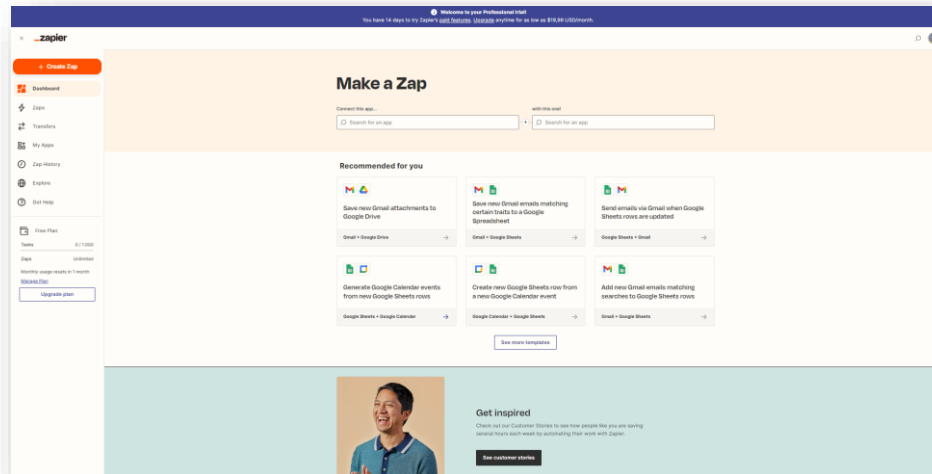 Welcome to your Professional trial!
You have 14 days to try Zapier's paid features. Upgrade anytime for as low as $19.99 USD/month.
_zapier
+ Create Zap
Dashboard
Zaps
Transfers
My Apps
Zap History
Explore
Get Help
Free Plan
Tasks 0 / 1,000
Zaps Unlimited
Monthly usage resets in 1 month
Manage Plan
Upgrade plan
Make a Zap
Connect this app...
with this one!
Search for an app
Search for an app
Recommended for you
Save new Gmail attachments to
Google Drive
Gmail + Google Drive
Save new Gmail emails matching
certain traits to a Google
Spreadsheet
Gmail + Google Sheets
Send emails via Gmail when Google
Sheets rows are updated
Google Sheets + Gmail
Generate Google Calendar events
from new Google Sheets rows
Google Sheets + Google Calendar
Create new Google Sheets row from
a new Google Calendar event
Google Calendar + Google Sheets
Add new Gmail emails matching
searches to Google Sheets rows
Gmail + Google Sheets
See more templates
Get inspired
Check out our Customer Stories to see how people like you are saving
several hours each week by automating their work with Zapier.
See customer stories